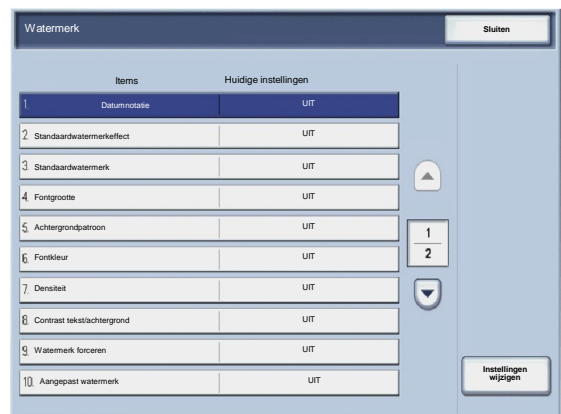 Watermerk
Sluiten
Items Huidige instellingen
1. Datumnotatie UIT
2. Standaardwatermerkeffect UIT
3. Standaardwatermerk UIT
4. Fontgrootte UIT
5. Achtergrondpatroon UIT
6. Fontkleur UIT
7. Densiteit UIT
8. Contrast tekst/achtergrond UIT
9. Watermerk forceren UIT
10. Aangepast watermerk UIT
1
2
Instellingen
wijzigen